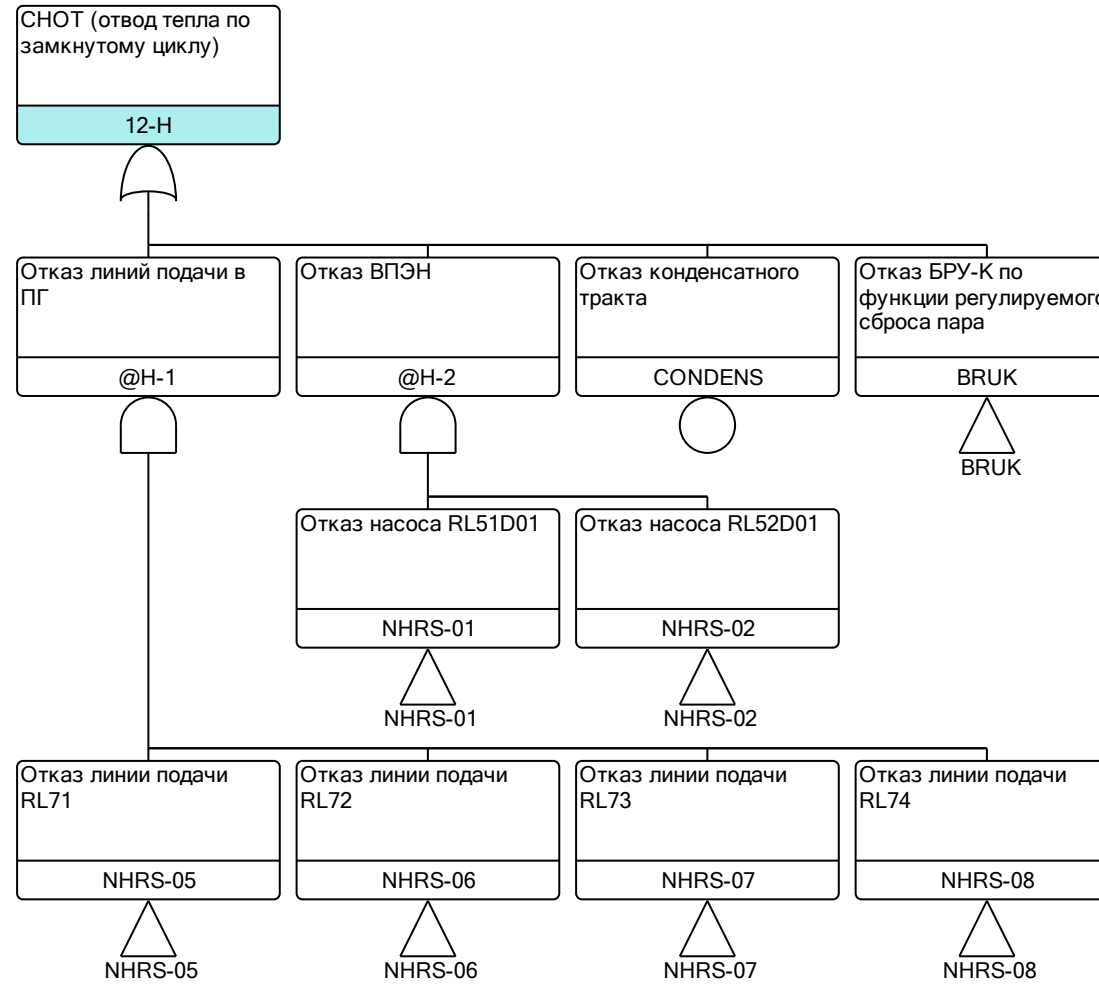 СНОТ (отвод тепла по
замкнутому циклу)
12-Н
Отказ линий подачи в
ПГ
@H-1
Отказ ВПЭН
@H-2
Отказ конденсатного
тракта
CONDENS
Отказ БРУ-К по
функции регулируемого
сброса пара
BRUK
BRUK
Отказ насоса RL51D01
NHRS-01
NHRS-01
Отказ насоса RL52D01
NHRS-02
NHRS-02
Отказ линии подачи
RL71
NHRS-05
NHRS-05
Отказ линии подачи
RL72
NHRS-06
NHRS-06
Отказ линии подачи
RL73
NHRS-07
NHRS-07
Отказ линии подачи
RL74
NHRS-08
NHRS-08